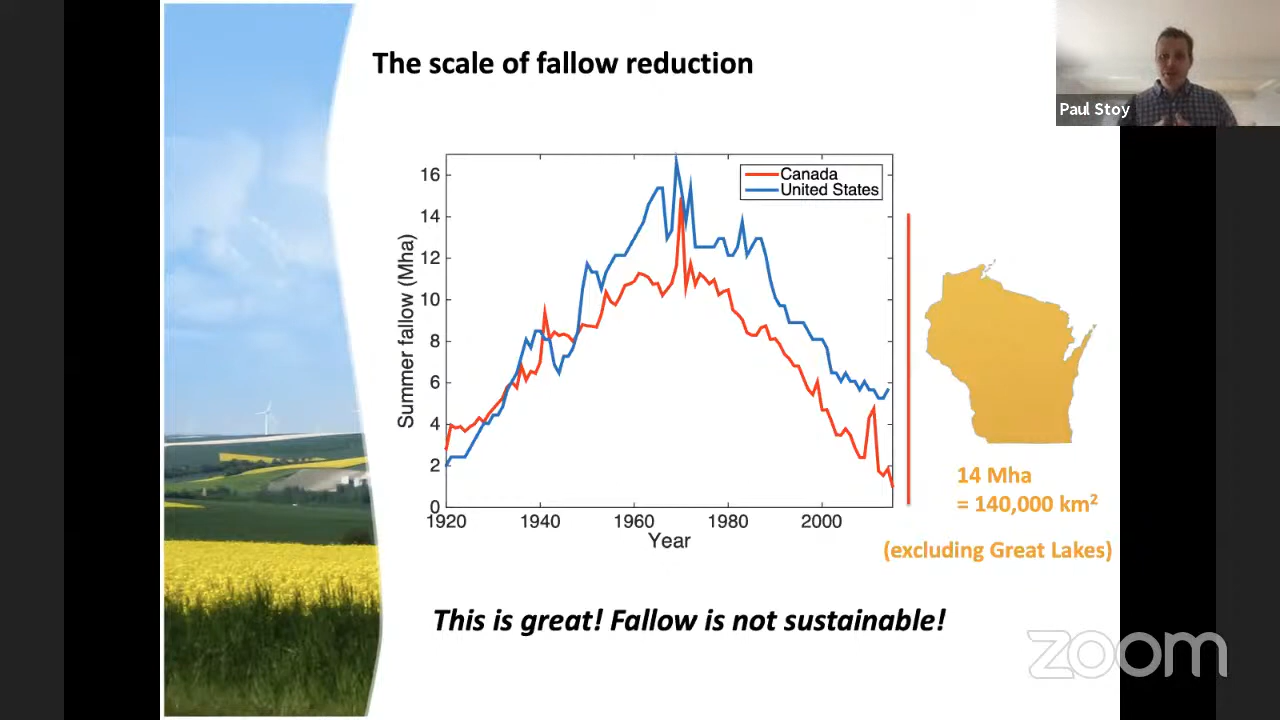 The scale of fallow reduction
Paul Stoy
Canada
United States
Summer fallow (Mha)
16
14
12
10
8
6
4
2
0
1920 1940 1960 1980 2000
Year
14 Mha
= 140,000 km²
(excluding Great Lakes)
This is great! Fallow is not sustainable!
zoom